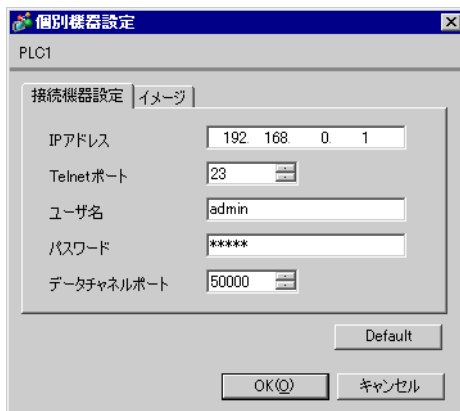 個別機器設定
PLC1
接続機器設定 イメージ
IPアドレス 192. 168. 0. 1
Telnetポート 23
ユーザ名 admin
パスワード *****
データチャネルポート 50000
Default
OK(O) キャンセル